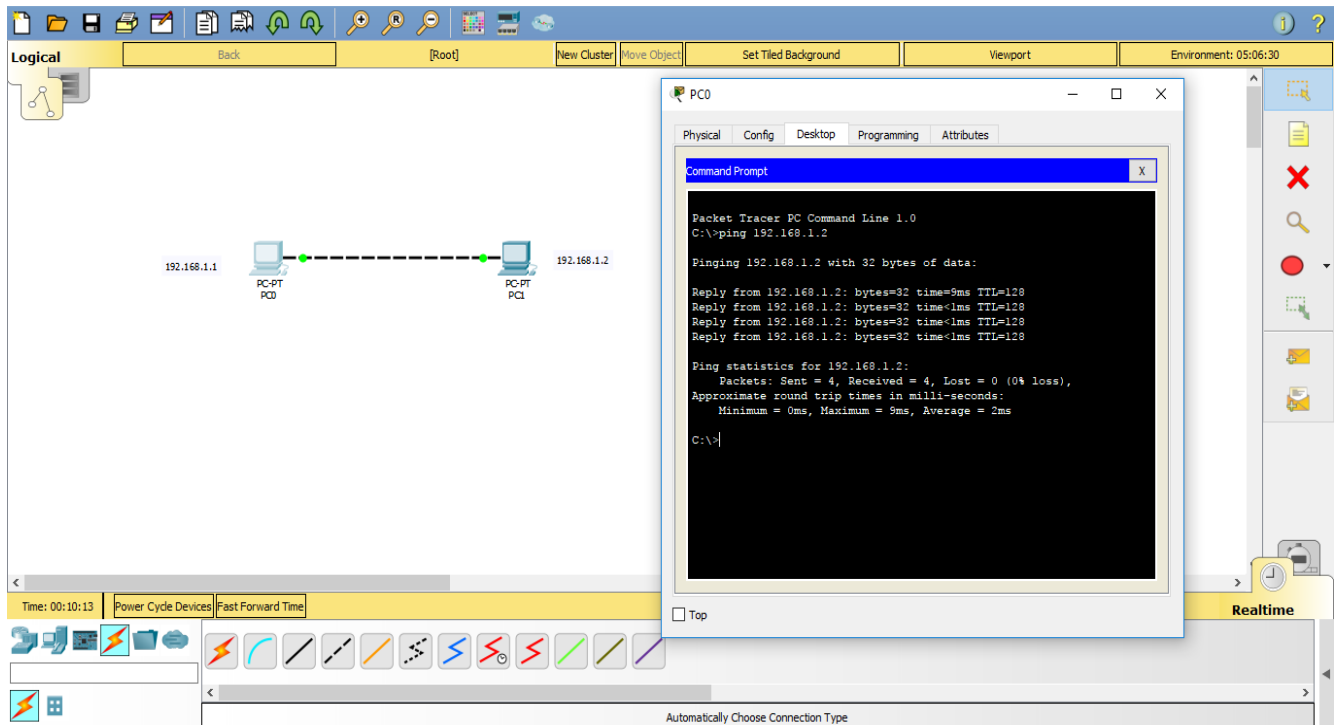 Logical
Back
[Root]
New Cluster
Move Object
Set Tiled Background
Viewport
Environment: 05:06:30
192.168.1.1
PC-PT
PC0
192.168.1.2
PC-PT
PC1
PC0
Physical Config Desktop Programming Attributes
Command Prompt
X
Packet Tracer PC Command Line 1.0
C:\>ping 192.168.1.2
Pinging 192.168.1.2 with 32 bytes of data:
Reply from 192.168.1.2: bytes=32 time=9ms TTL=128
Reply from 192.168.1.2: bytes=32 time<1ms TTL=128
Reply from 192.168.1.2: bytes=32 time<1ms TTL=128
Reply from 192.168.1.2: bytes=32 time<1ms TTL=128
Ping statistics for 192.168.1.2:
Packets: Sent = 4, Received = 4, Lost = 0 (0% loss),
Approximate round trip times in milli-seconds:
Minimum = 0ms, Maximum = 9ms, Average = 2ms
C:\>
Top
Time: 00:10:13
Power Cycle Devices
Fast Forward Time
Realtime
Automatically Choose Connection Type